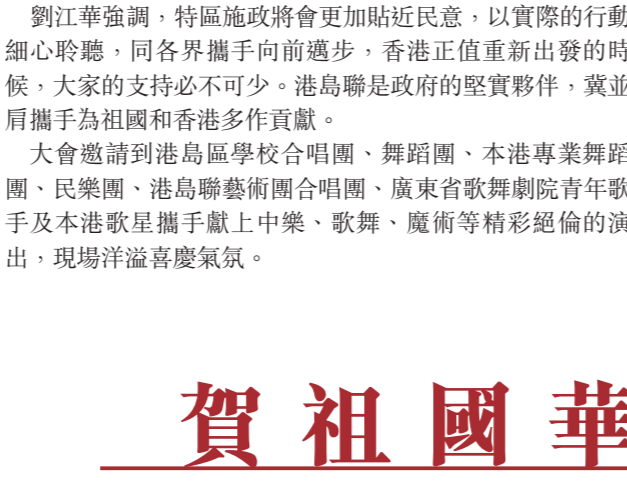 劉江華強調，特區施政將會更加貼近民意，以實際的行動
細心聆聽，同各界攜手向前邁步，香港正值重新出發的時
候，大家的支持必不可少。港島聯是政府的堅實夥伴，冀並
肩攜手為祖國和香港多作貢獻。
大會邀請到港島區學校合唱團、舞蹈團、本港專業舞蹈
團、民樂團、港島聯藝術團合唱團、廣東省歌舞劇院青年歌
手及本港歌星攜手獻上中樂、歌舞、魔術等精彩絕倫的演
出，現場洋溢喜慶氣氛。
賀祖國華